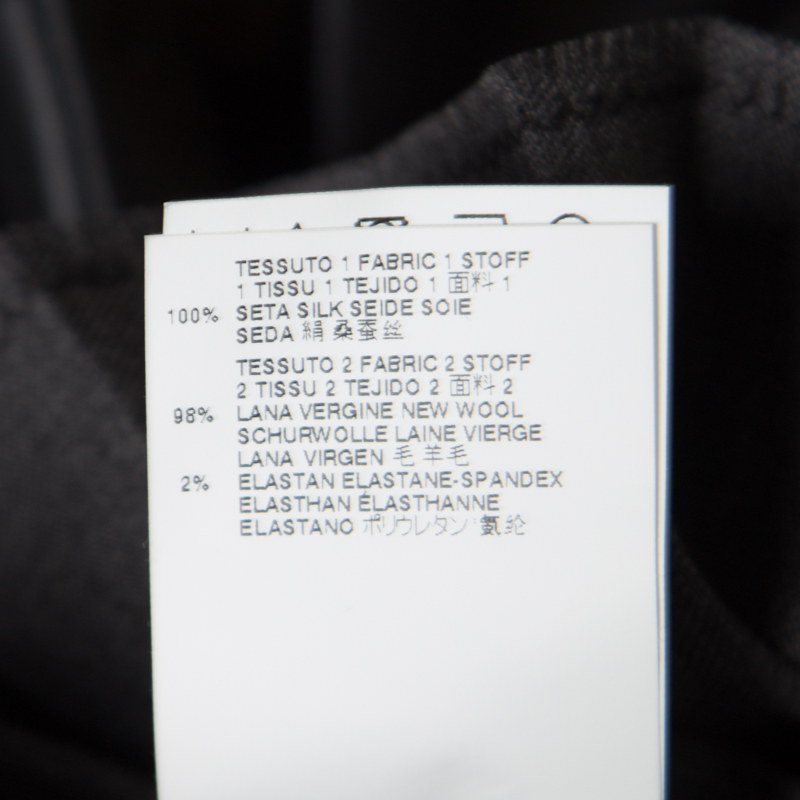 TESSUTO 1 FABRIC 1 STOFF
1 TISSU 1 TEJIDO 1 面料 1
100% SETA SILK SEIDE SOIE
SEDA 絹 桑蚕丝
TESSUTO 2 FABRIC 2 STOFF
2 TISSU 2 TEJIDO 2 面料 2
98% LANA VERGINE NEW WOOL
SCHURWOLLE LAINE VIERGE
LANA VIRGEN 毛 羊毛
2% ELASTAN ELASTANE-SPANDEX
ELASTHAN ÉLASTHANNE
ELASTANO ポリウレタン 氨纶